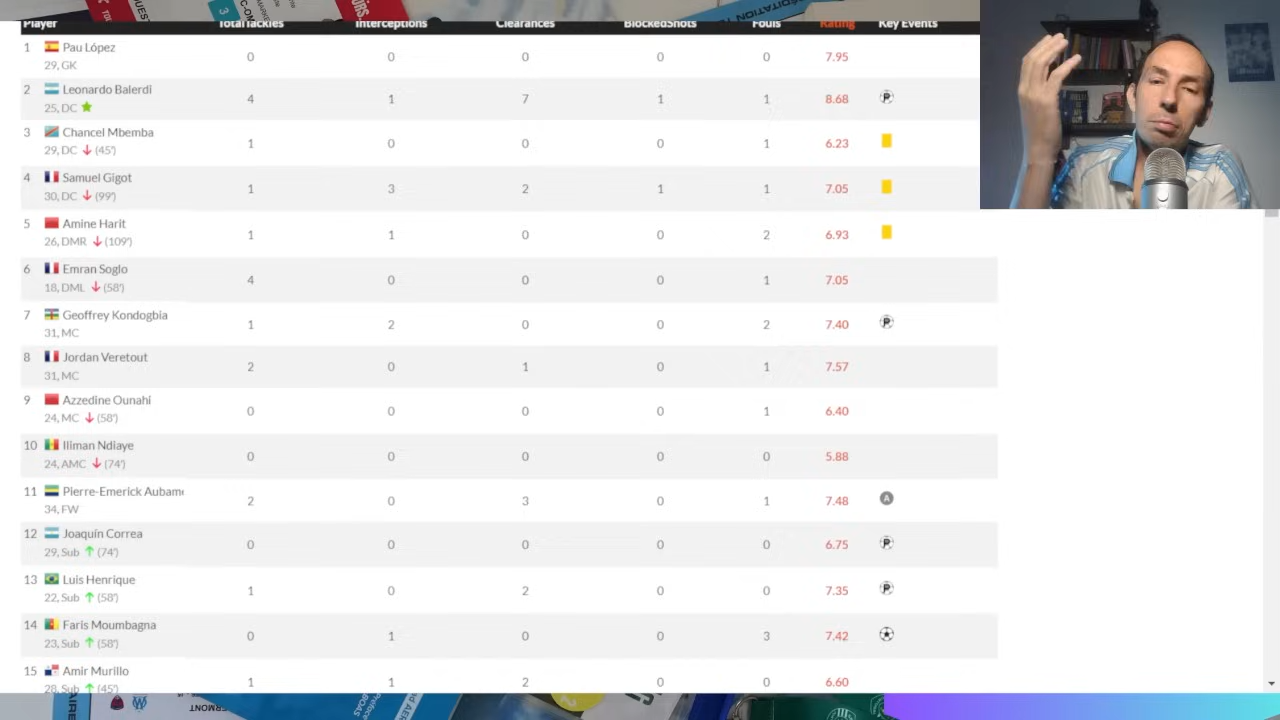 Player TotalTackles Interceptions Clearances BlockedShots Fouls Rating Key Events
1 Pau López 0 0 0 0 0 7.95
29, GK
2 Leonardo Balerdi 4 1 7 1 1 8.68 P
25, DC
3 Chancel Mbemba 1 0 0 0 1 6.23
29, DC (45')
4 Samuel Gigot 1 3 2 1 1 7.05
30, DC (99')
5 Amine Harit 1 1 0 0 2 6.93
26, DMR (109')
6 Emran Soglo 4 0 0 0 1 7.05
18, DML (58')
7 Geoffrey Kondogbia 1 2 0 0 2 7.40 P
31, MC
8 Jordan Veretout 2 0 1 0 1 7.57
31, MC
9 Azzedine Ounahi 0 0 0 0 1 6.40
24, MC (58')
10 Iliman Ndiaye 0 0 0 0 0 5.88
24, AMC (74')
11 Pierre-Emerick Aubam 2 0 3 0 1 7.48 A
34, FW
12 Joaquín Correa 0 0 0 0 0 6.75 P
29, Sub (74')
13 Luis Henrique 1 0 2 0 0 7.35 P
22, Sub (58')
14 Faris Moumbagna 0 1 0 0 3 7.42
23, Sub (58')
15 Amir Murillo 1 1 2 0 0 6.60
28, Sub (45')